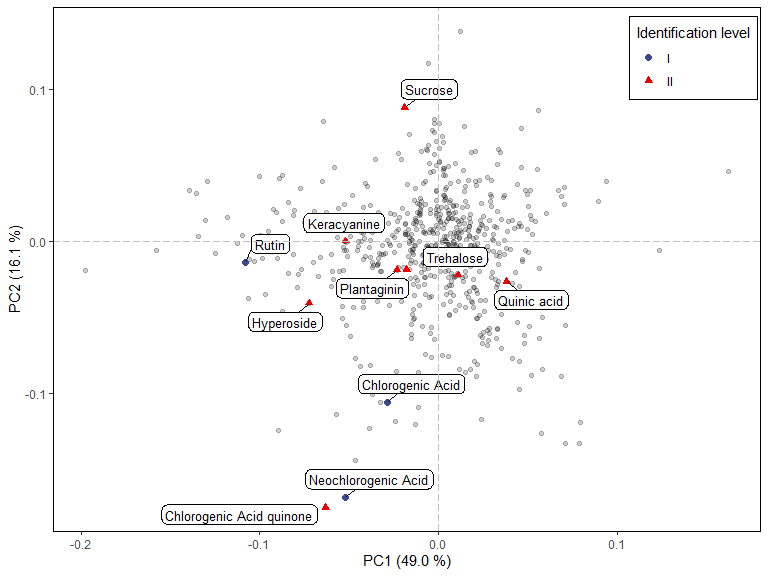 Identification level
I
II
Sucrose
0.1
Keracyanine
Rutin
0.0
Trehalose
Plantaginin
Quinic acid
Hyperoside
PC2 (16.1 %)
Chlorogenic Acid
-0.1
Neochlorogenic Acid
Chlorogenic Acid quinone
-0.2
-0.1
0.0
0.1
PC1 (49.0 %)